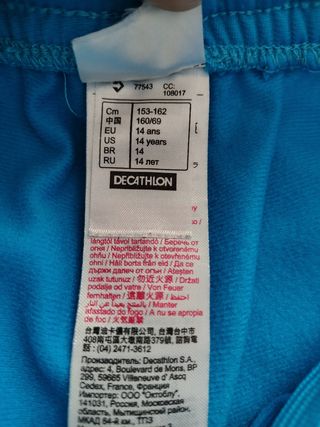 77543 CC:
108017
Cm 153-162
中国 160/69
EU 14 ans
US 14 years
BR 14
RU 14 лет
DECATHLON
lángtól távol tartandó / Беречь от
огня / Nepribližujte k otvorenému
ohňu / Nepřibližujte k otevřenému
ohni / Håll borts från eld / Да се
държи далеч от огън / Ateşten
uzak tutunuz / 勿近火源 / Držati
podalje od vatre / Von Feuer
fernhalten / 遠離火源 / احتفظ
/ Manter
afastado do fogo / A nu se apropia
de foc / 火気厳禁
台灣迪卡儂有限公司 台灣台中市
408南屯區大墩南路379號, 諮詢電
話: (04) 2471-3612
Производитель: Decathlon S.A.,
адрес: 4, Boulevard de Mons, BP
299, 59665 Villeneuve d' Ascq
Cedex, France - Франция
Импортер: ООО «Октоблу»,
141031, Россия, Московская
область, Мытищинский район,
МКАД 84-й км., ТПЗ